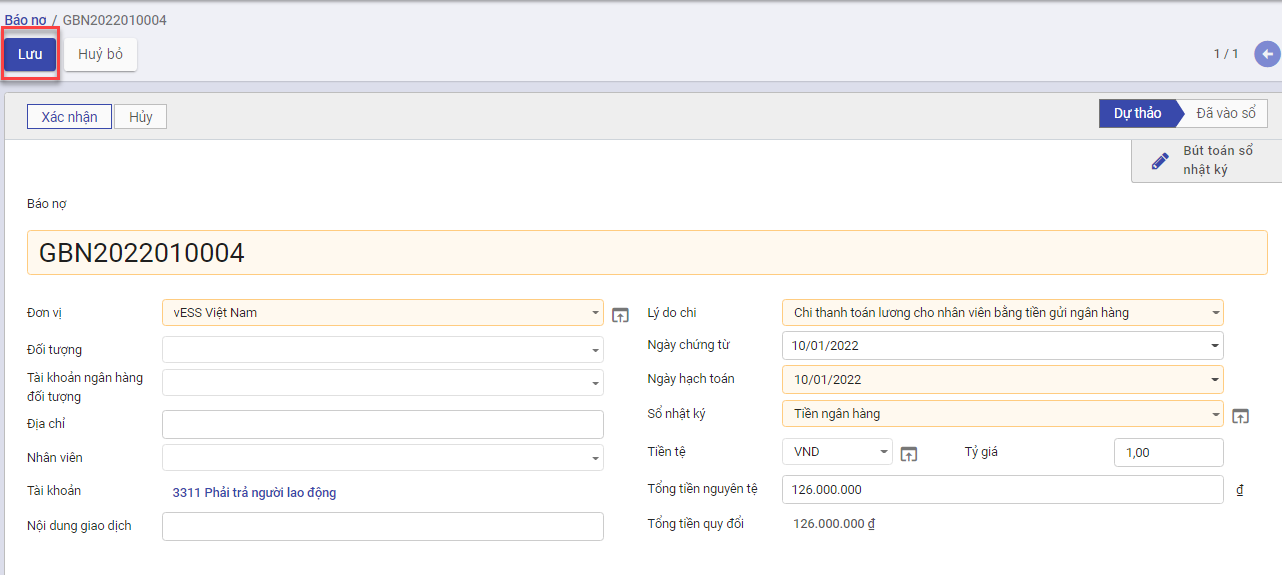 Báo nợ / GBN2022010004
Lưu Huỷ bỏ 1 / 1
Xác nhận Hủy Dự thảo Đã vào sổ
Bút toán sổ
nhật ký
Báo nợ
GBN2022010004
Đơn vị vESS Việt Nam Lý do chi Chi thanh toán lương cho nhân viên bằng tiền gửi ngân hàng
Đối tượng Ngày chứng từ 10/01/2022
Tài khoản ngân hàng
đối tượng Ngày hạch toán 10/01/2022
Địa chỉ Sổ nhật ký Tiền ngân hàng
Nhân viên Tiền tệ VND Tỷ giá 1,00
Tài khoản 3311 Phải trả người lao động Tổng tiền nguyên tệ 126.000.000 ₫
Nội dung giao dịch Tổng tiền quy đổi 126.000.000 ₫